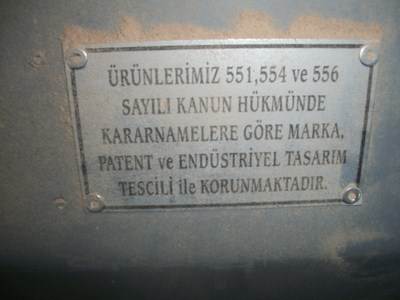 ÜRÜNLERİMİZ 551,554 ve 556
SAYILI KANUN HÜKMÜNDE
KARARNAMELERE GÖRE MARKA,
PATENT ve ENDÜSTRİYEL TASARIM
TESCİLİ ile KORUNMAKTADIR.